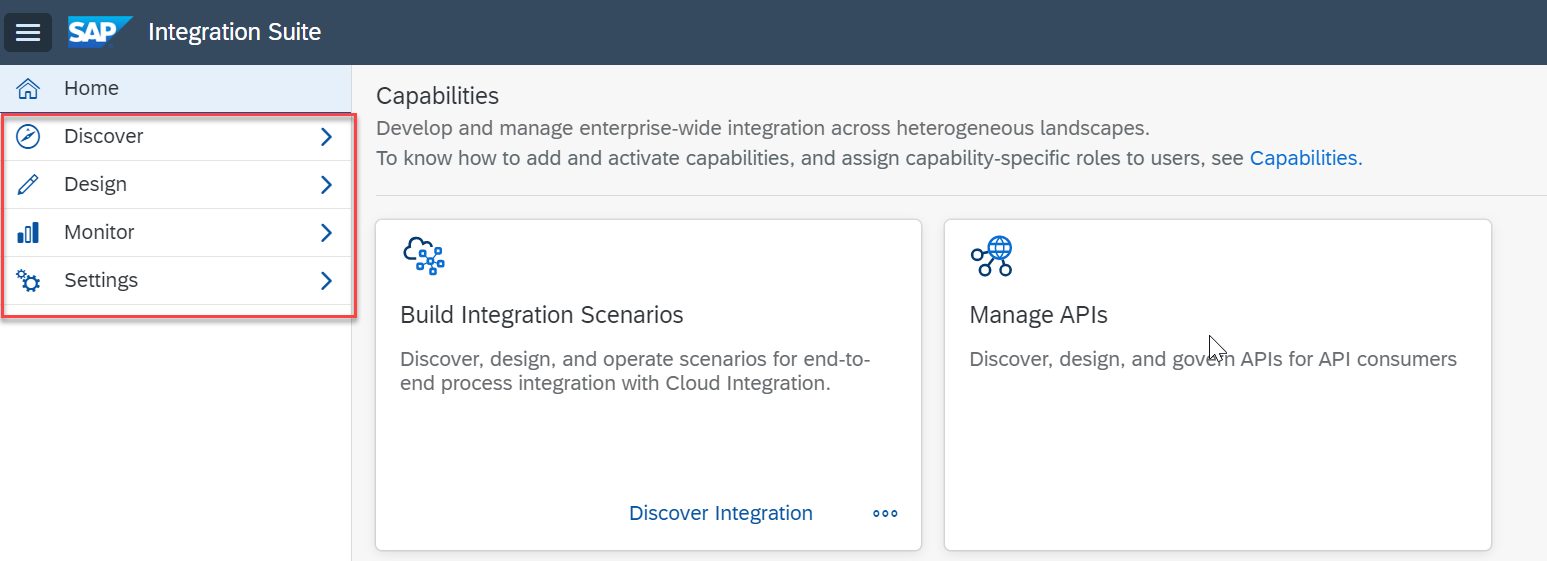 SAP Integration Suite
Home
Discover
Design
Monitor
Settings
Capabilities
Develop and manage enterprise-wide integration across heterogeneous landscapes.
To know how to add and activate capabilities, and assign capability-specific roles to users, see Capabilities.
Build Integration Scenarios
Discover, design, and operate scenarios for end-to-
end process integration with Cloud Integration.
Discover Integration
Manage APIs
Discover, design, and govern APIs for API consumers